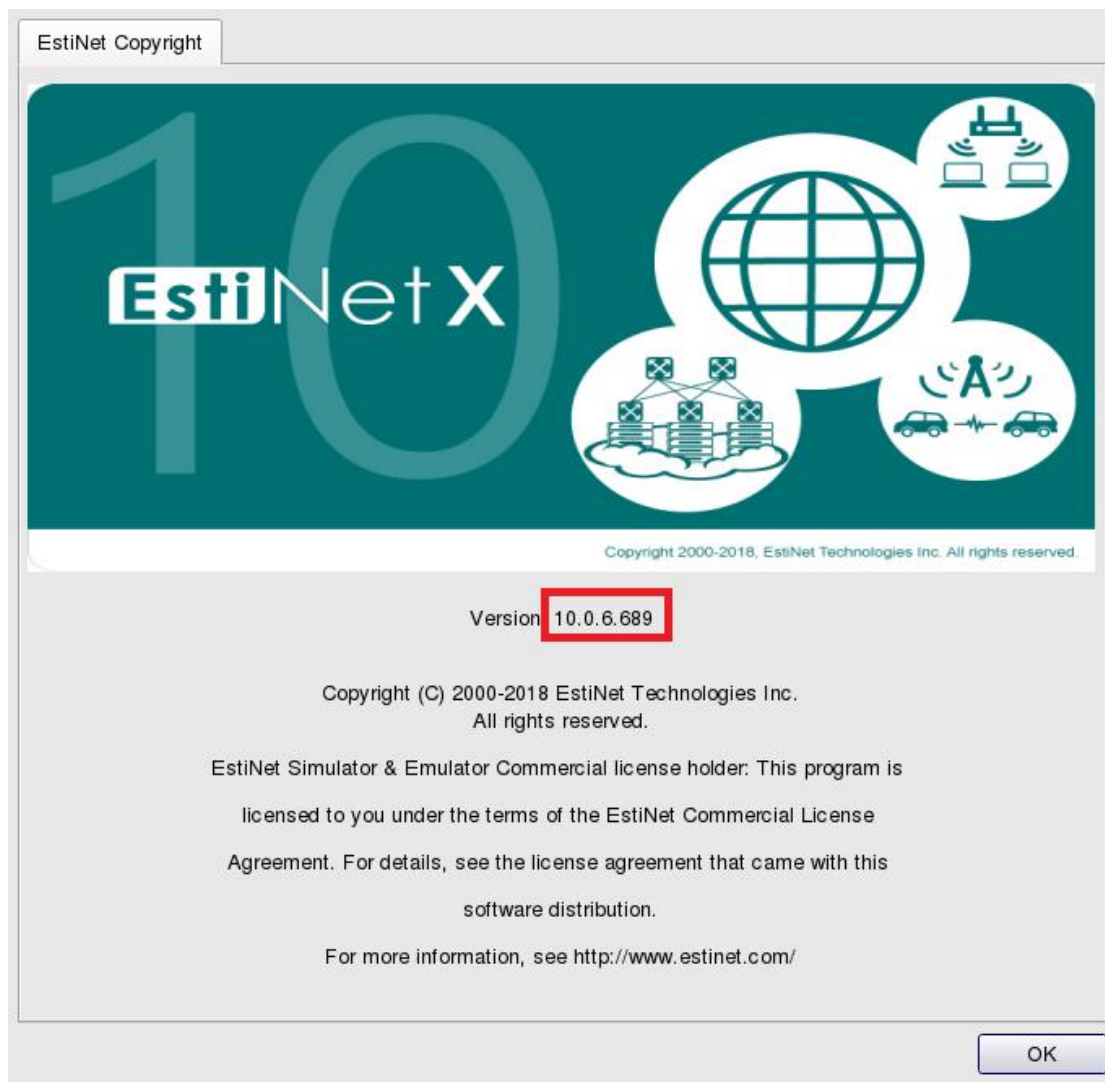 EstiNet Copyright
10
EstiNet X
Copyright 2000-2018, EstiNet Technologies Inc. All rights reserved.
Version 10.0.6.689
Copyright (C) 2000-2018 EstiNet Technologies Inc.
All rights reserved.
EstiNet Simulator & Emulator Commercial license holder: This program is
licensed to you under the terms of the EstiNet Commercial License
Agreement. For details, see the license agreement that came with this
software distribution.
For more information, see http://www.estinet.com/
OK